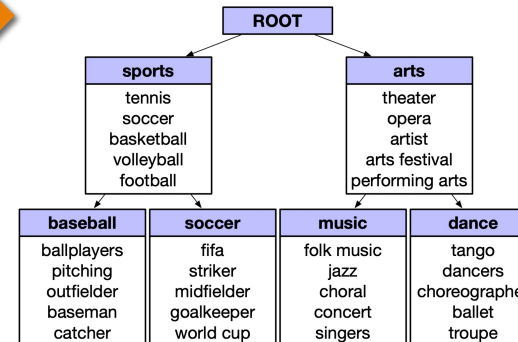 ROOT
sports
tennis
soccer
basketball
volleyball
football
arts
theater
opera
artist
arts festival
performing arts
baseball
ballplayers
pitching
outfielder
baseman
catcher
soccer
fifa
striker
midfielder
goalkeeper
world cup
music
folk music
jazz
choral
concert
singers
dance
tango
dancers
choreographe
ballet
troupe